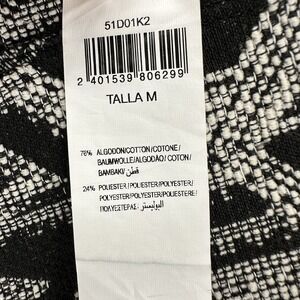 51D01K2
2 401539 806299
TALLA M
76% ALGODON/COTTON/COTONE/
BAUMWOLLE/ALGODÃO/COTON/
BAMBAKI/ قطن
24% POLIESTER/POLIESTER/POLYESTER/
POLYESTER/POLYESTER/POLIESTERE/
ΠΟΛΥΕΣΤΕΡΑΣ/ البوليستر